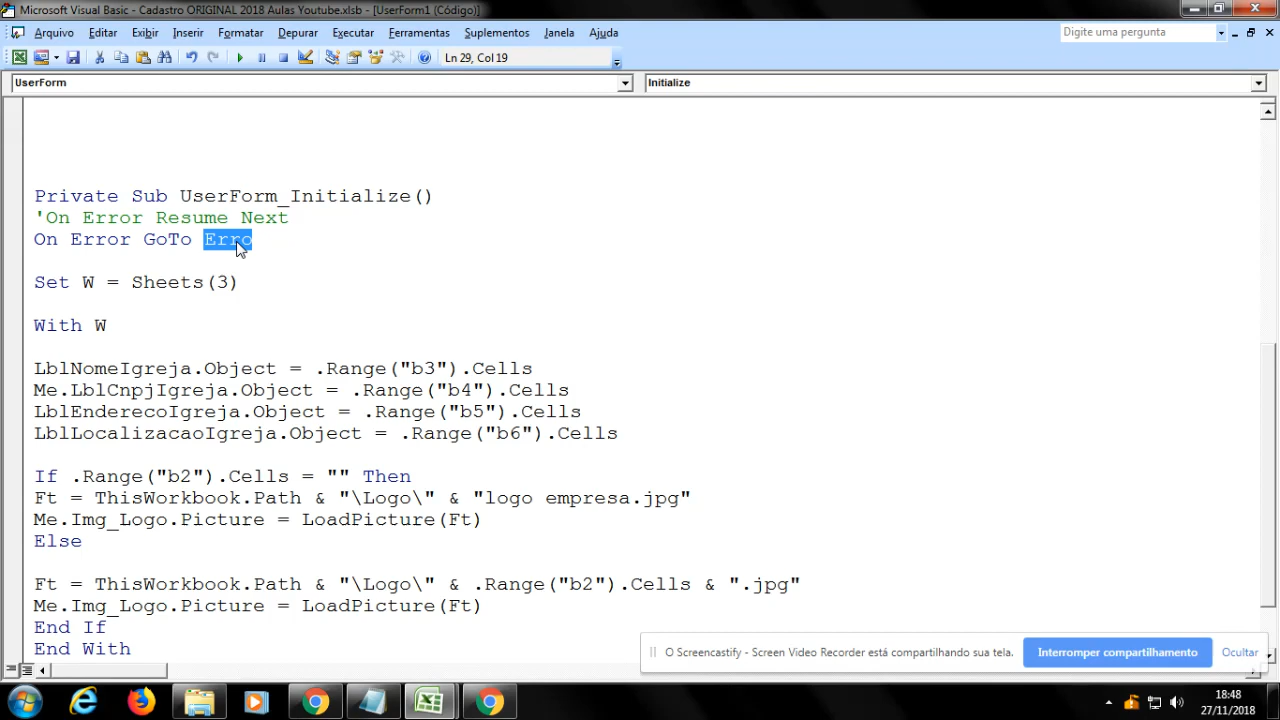 Microsoft Visual Basic - Cadastro ORIGINAL 2018 Aulas Youtube.xlsb - [UserForm1 (Código)]
Arquivo Editar Exibir Inserir Formatar Depurar Executar Ferramentas Suplementos Janela Ajuda Digite uma pergunta
Ln 29, Col 19
UserForm Initialize
Private Sub UserForm_Initialize()
'On Error Resume Next
On Error GoTo Erro
Set W = Sheets(3)
With W
LblNomeIgreja.Object = .Range("b3").Cells
Me.LblCnpjIgreja.Object = .Range("b4").Cells
LblEnderecoIgreja.Object = .Range("b5").Cells
LblLocalizacaoIgreja.Object = .Range("b6").Cells
If .Range("b2").Cells = "" Then
Ft = ThisWorkbook.Path & "\Logo\" & "logo empresa.jpg"
Me.Img_Logo.Picture = LoadPicture(Ft)
Else
Ft = ThisWorkbook.Path & "\Logo\" & .Range("b2").Cells & ".jpg"
Me.Img_Logo.Picture = LoadPicture(Ft)
End If
End With
O Screencastify - Screen Video Recorder está compartilhando sua tela. Interromper compartilhamento Ocultar
18:48
27/11/2018